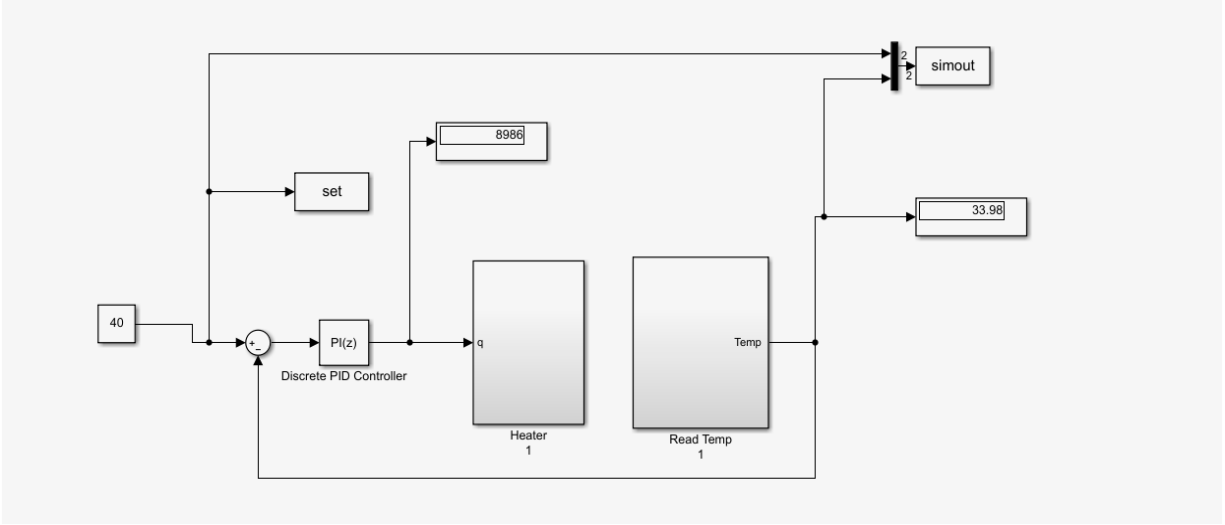 2
simout
2
8986
set
33.98
40
+
_
PI(z)
q
Temp
Discrete PID Controller
Heater
1
Read Temp
1